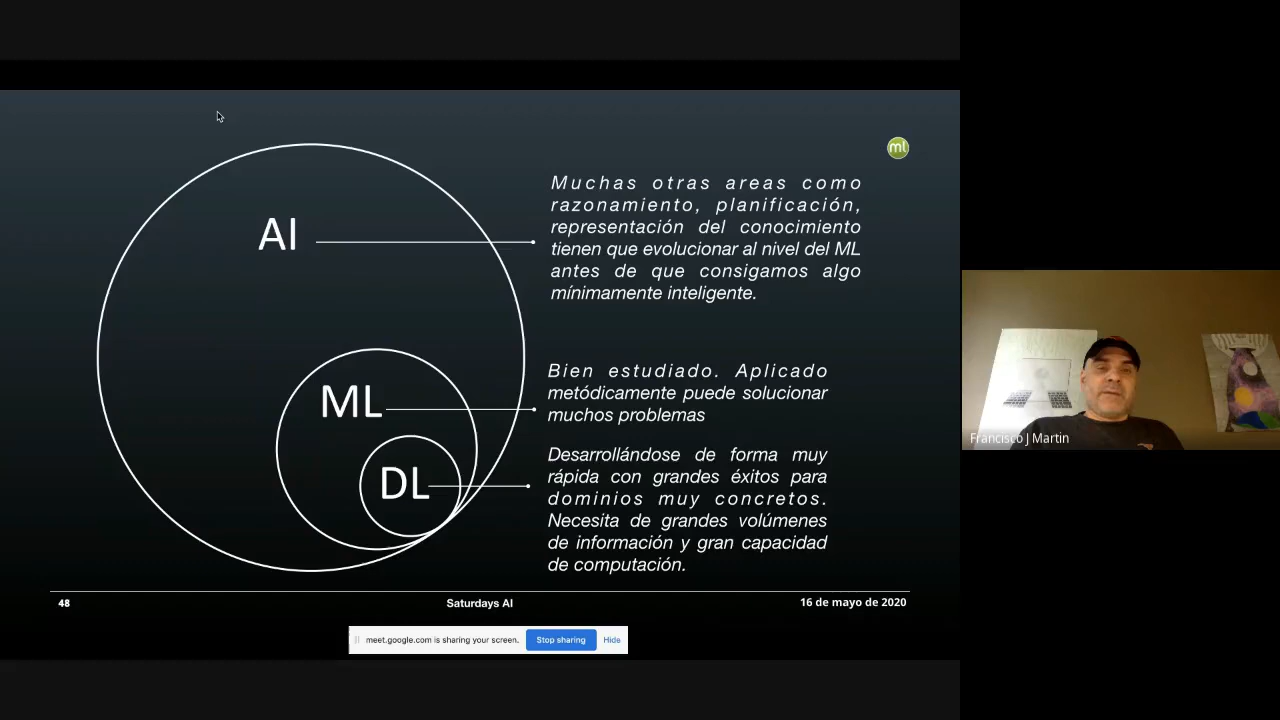 ml
AI
Muchas otras areas como
razonamiento, planificación,
representación del conocimiento
tienen que evolucionar al nivel del ML
antes de que consigamos algo
mínimamente inteligente.
ML
Bien estudiado. Aplicado
metódicamente puede solucionar
muchos problemas
DL
Desarrollándose de forma muy
rápida con grandes éxitos para
dominios muy concretos.
Necesita de grandes volúmenes
de información y gran capacidad
de computación.
48
Saturdays AI
16 de mayo de 2020
meet.google.com is sharing your screen.
Stop sharing
Hide
Francisco J Martin